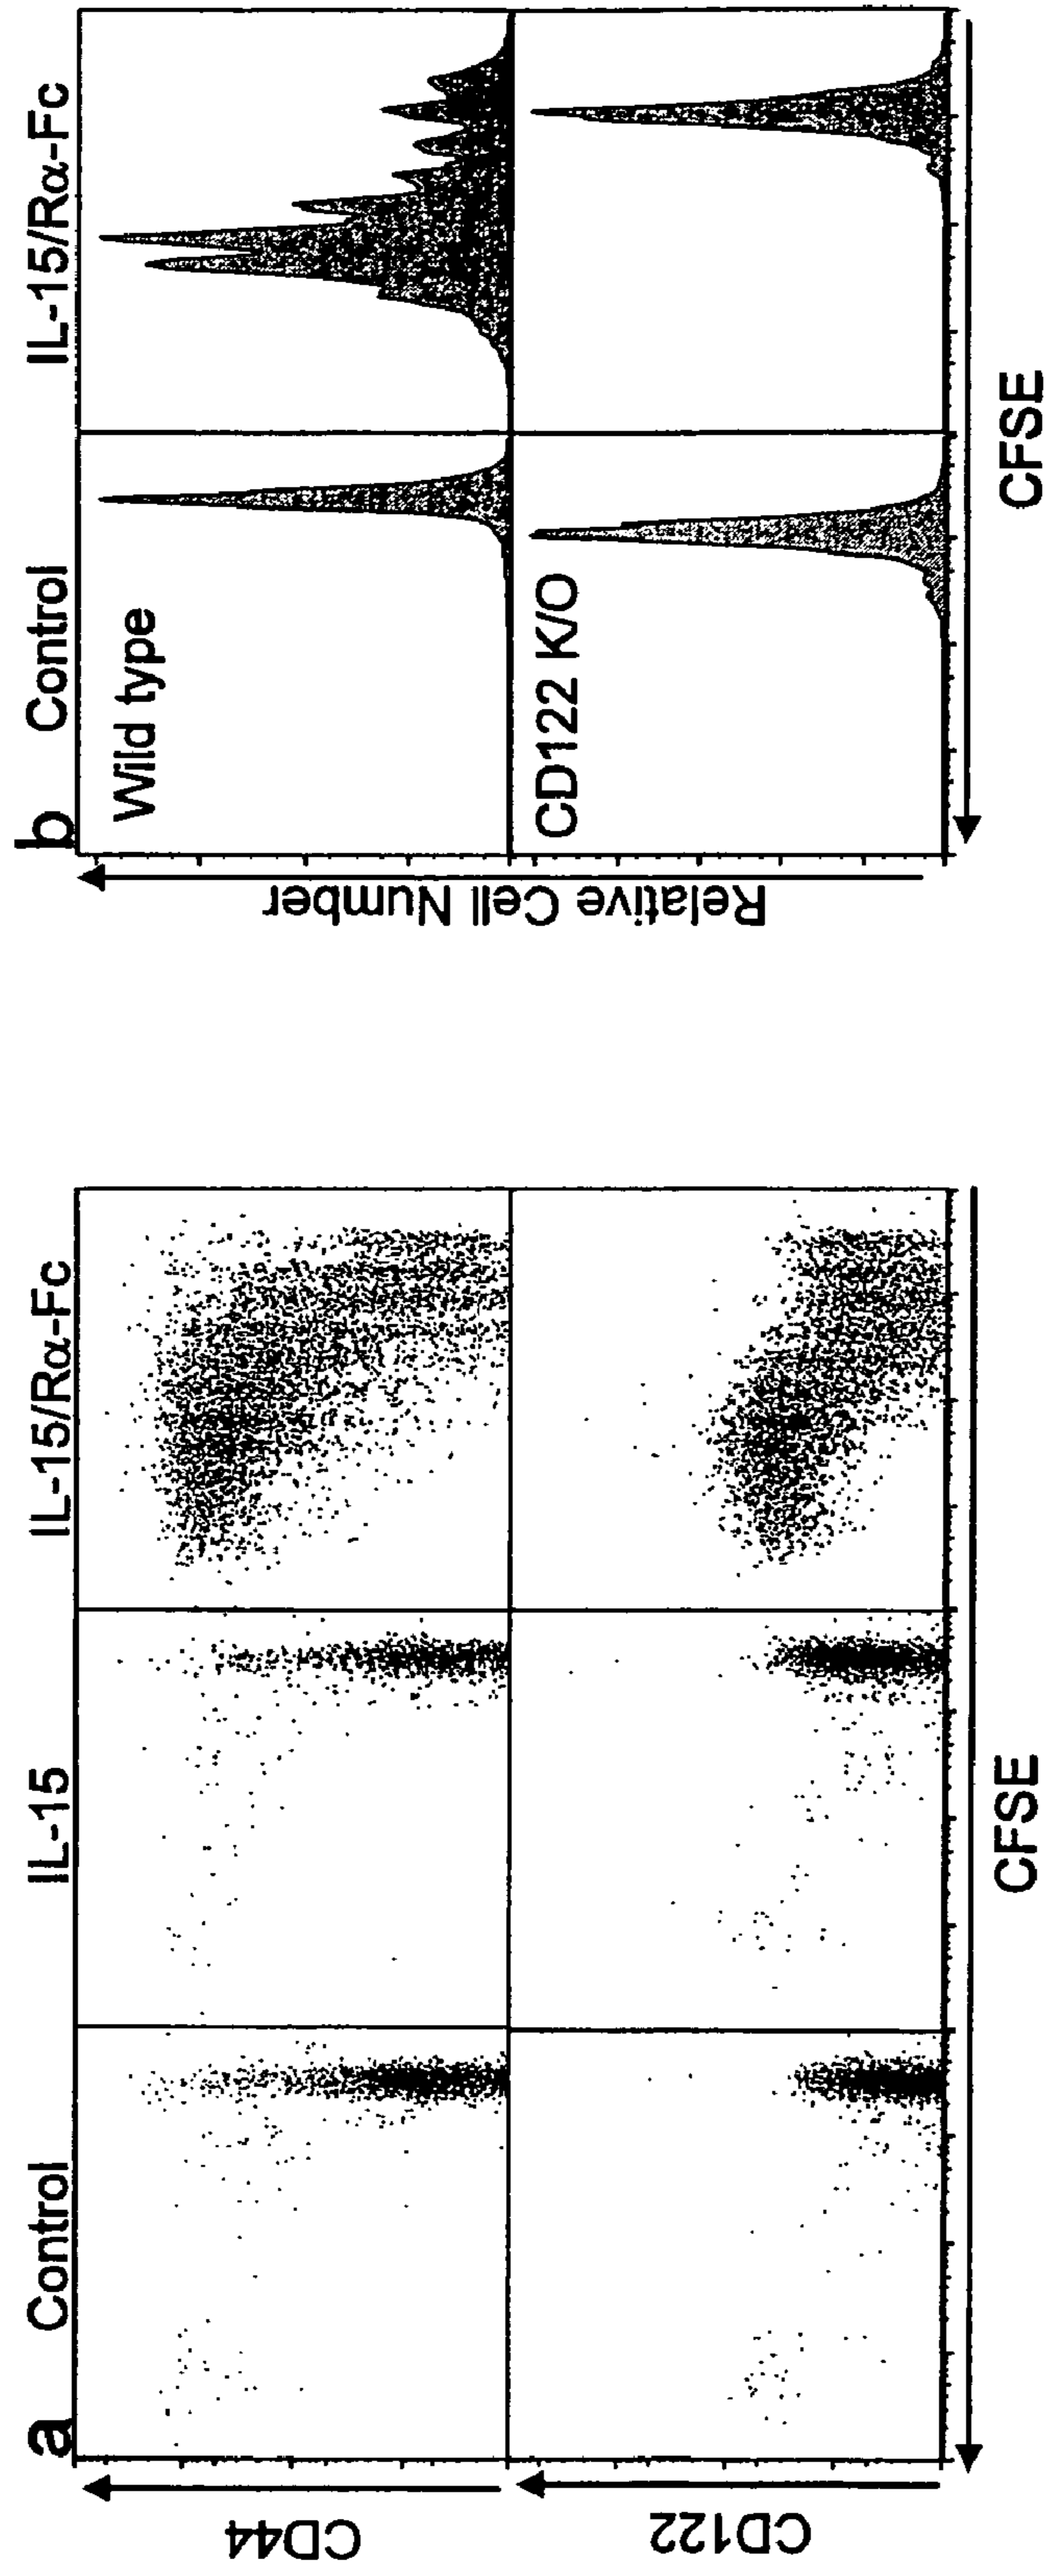 a
Control
IL-15
IL-15/Rα-Fc
CD44
CD122
CFSE
b
Control
IL-15/Rα-Fc
Wild type
CD122 K/O
Relative Cell Number
CFSE